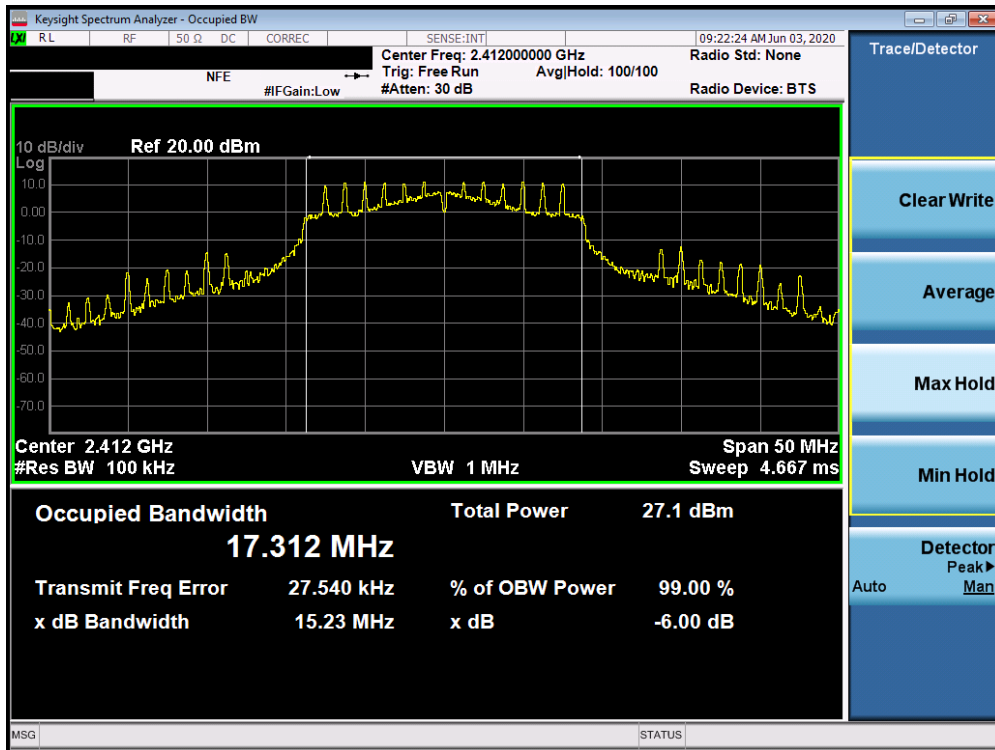 Keysight Spectrum Analyzer - Occupied BW
LXI RL RF 50 Ω DC CORREC SENSE:INT 09:22:24 AM Jun 03, 2020
Center Freq: 2.412000000 GHz Radio Std: None
NFE Trig: Free Run Avg|Hold: 100/100
#IFGain:Low #Atten: 30 dB Radio Device: BTS
Trace/Detector
10 dB/div Ref 20.00 dBm
Log
10.0
0.00
-10.0
-20.0
-30.0
-40.0
-50.0
-60.0
-70.0
Center 2.412 GHz Span 50 MHz
#Res BW 100 kHz VBW 1 MHz Sweep 4.667 ms
Occupied Bandwidth Total Power 27.1 dBm
17.312 MHz
Transmit Freq Error 27.540 kHz % of OBW Power 99.00 %
x dB Bandwidth 15.23 MHz x dB -6.00 dB
Clear Write
Average
Max Hold
Min Hold
Detector
Peak▶
Auto Man
MSG STATUS